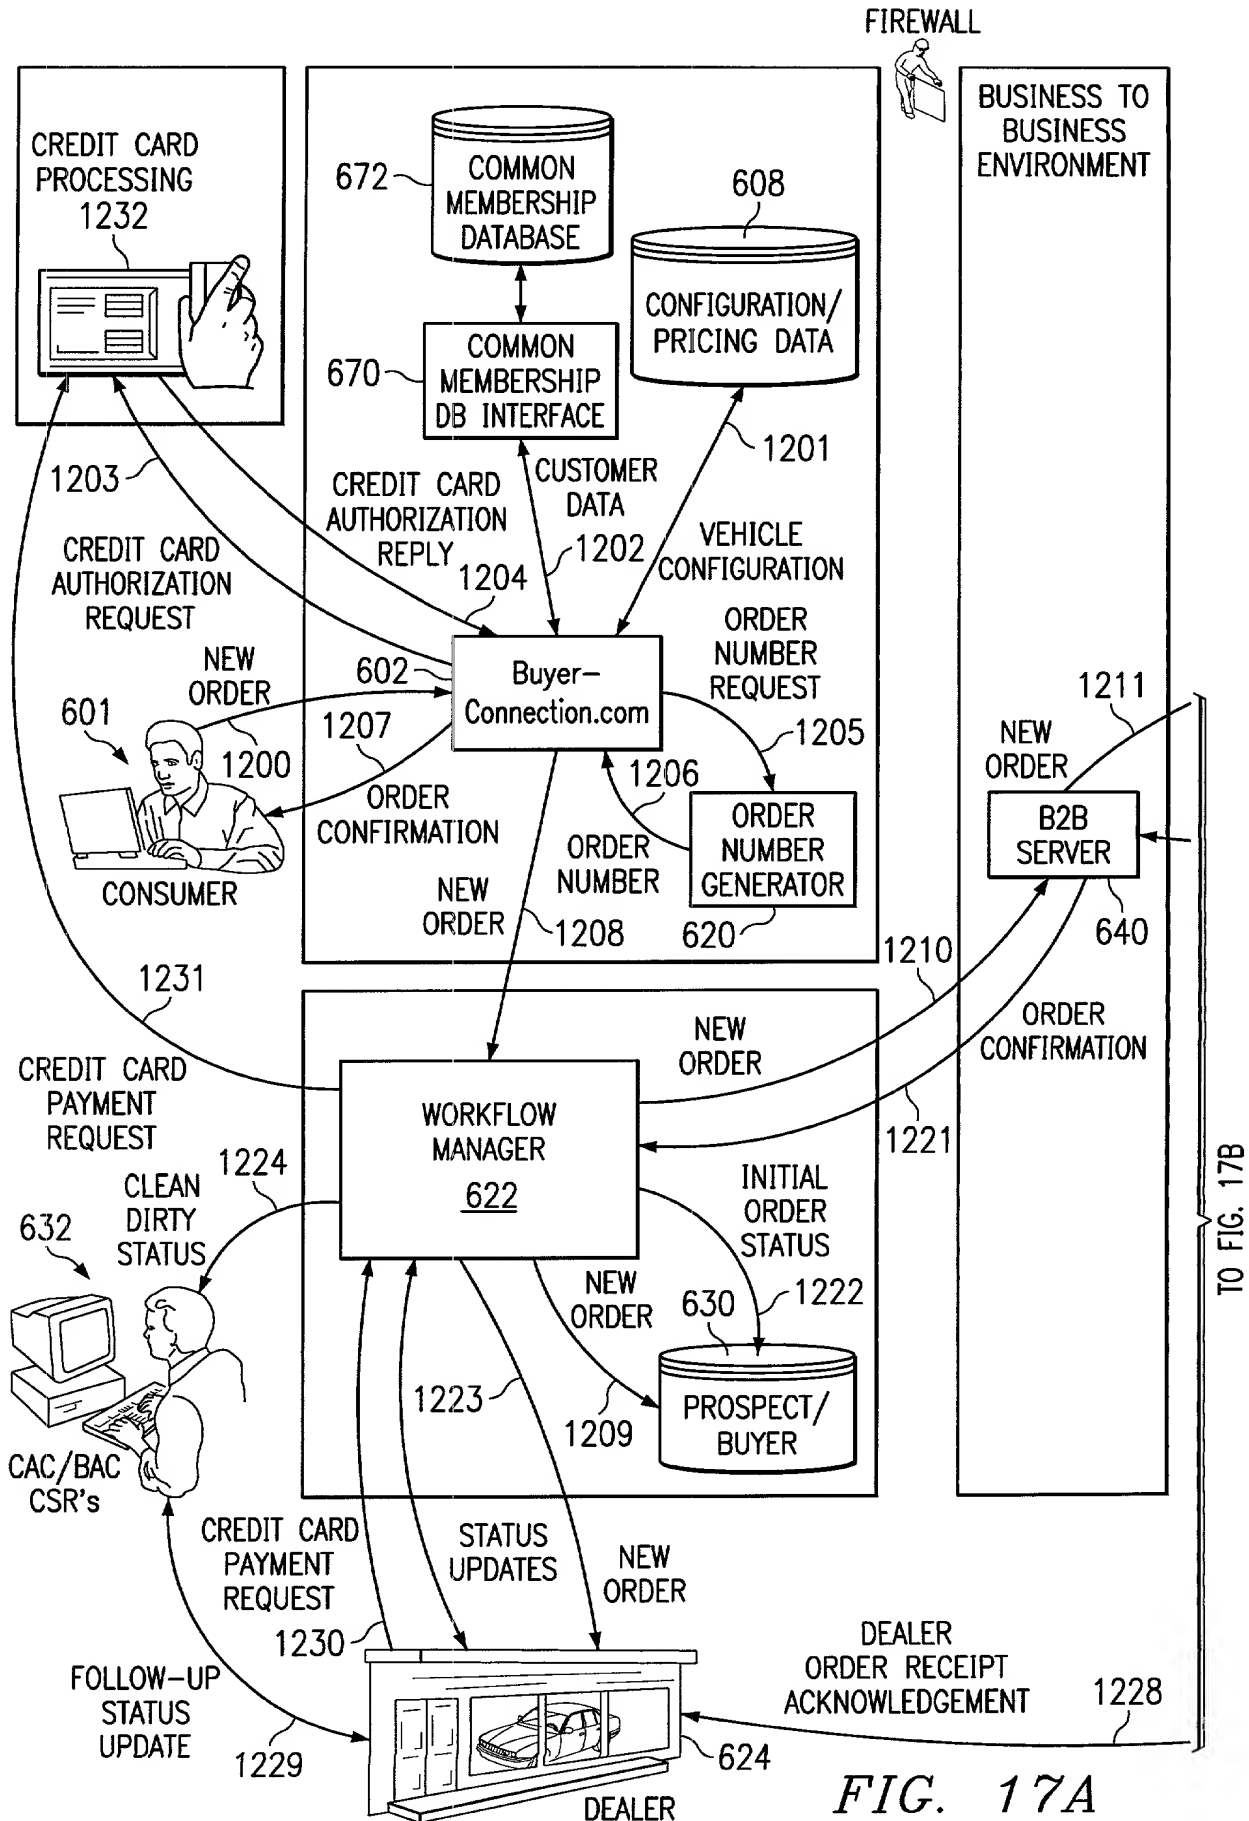 FIREWALL
CREDIT CARD
PROCESSING
1232
672
COMMON
MEMBERSHIP
DATABASE
608
CONFIGURATION/
PRICING DATA
BUSINESS TO
BUSINESS
ENVIRONMENT
670
COMMON
MEMBERSHIP
DB INTERFACE
1201
1203
CREDIT CARD
AUTHORIZATION
REPLY
CUSTOMER
DATA
1202
1204
VEHICLE
CONFIGURATION
CREDIT CARD
AUTHORIZATION
REQUEST
NEW
ORDER
602
Buyer-
Connection.com
ORDER
NUMBER
REQUEST
601
1200
1207
1205
1206
1211
NEW
ORDER
ORDER
CONFIRMATION
ORDER
NUMBER
ORDER
NUMBER
GENERATOR
B2B
SERVER
CONSUMER
NEW
ORDER
1208
620
640
1231
1210
NEW
ORDER
ORDER
CONFIRMATION
CREDIT CARD
PAYMENT
REQUEST
WORKFLOW
MANAGER
622
1221
1224
CLEAN
DIRTY
STATUS
INITIAL
ORDER
STATUS
632
NEW
ORDER
630
1222
TO FIG. 17B
1223
1209
PROSPECT/
BUYER
CAC/BAC
CSR's
CREDIT CARD
PAYMENT
REQUEST
STATUS
UPDATES
NEW
ORDER
1230
DEALER
ORDER RECEIPT
ACKNOWLEDGEMENT
1228
FOLLOW-UP
STATUS
UPDATE
1229
624
DEALER
FIG. 17A